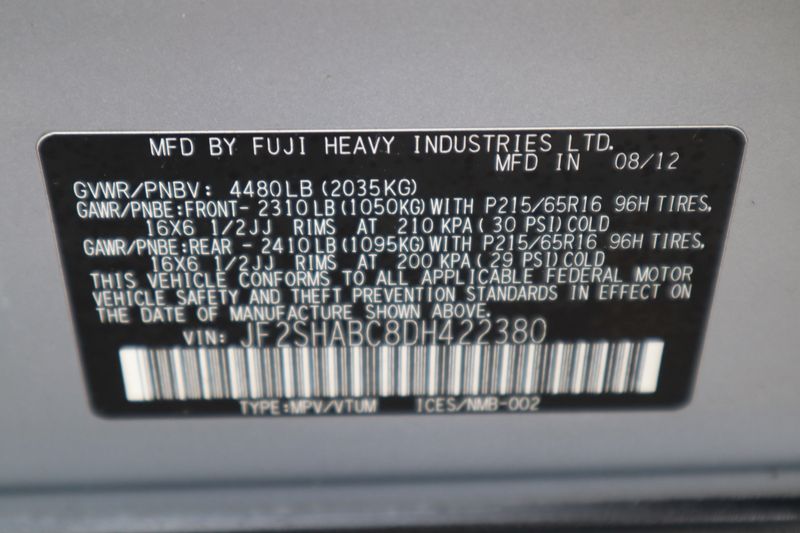 MFD BY FUJI HEAVY INDUSTRIES LTD.
MFD IN 08/12
GVWR/PNBV: 4480LB(2035KG)
GAWR/PNBE:FRONT- 2310LB(1050KG)WITH P215/65R16 96H TIRES,
16X6 1/2JJ RIMS AT 210 KPA( 30 PSI)COLD
GAWR/PNBE:REAR - 2410LB(1095KG)WITH P215/65R16 96H TIRES,
16X6 1/2JJ RIMS AT 200 KPA( 29 PSI)COLD
THIS VEHICLE CONFORMS TO ALL APPLICABLE FEDERAL MOTOR
VEHICLE SAFETY AND THEFT PREVENTION STANDARDS IN EFFECT ON
THE DATE OF MANUFACTURE SHOWN ABOVE.
VIN: JF2SHABC8DH422380
TYPE:MPV/VTUM ICES/NMB-002